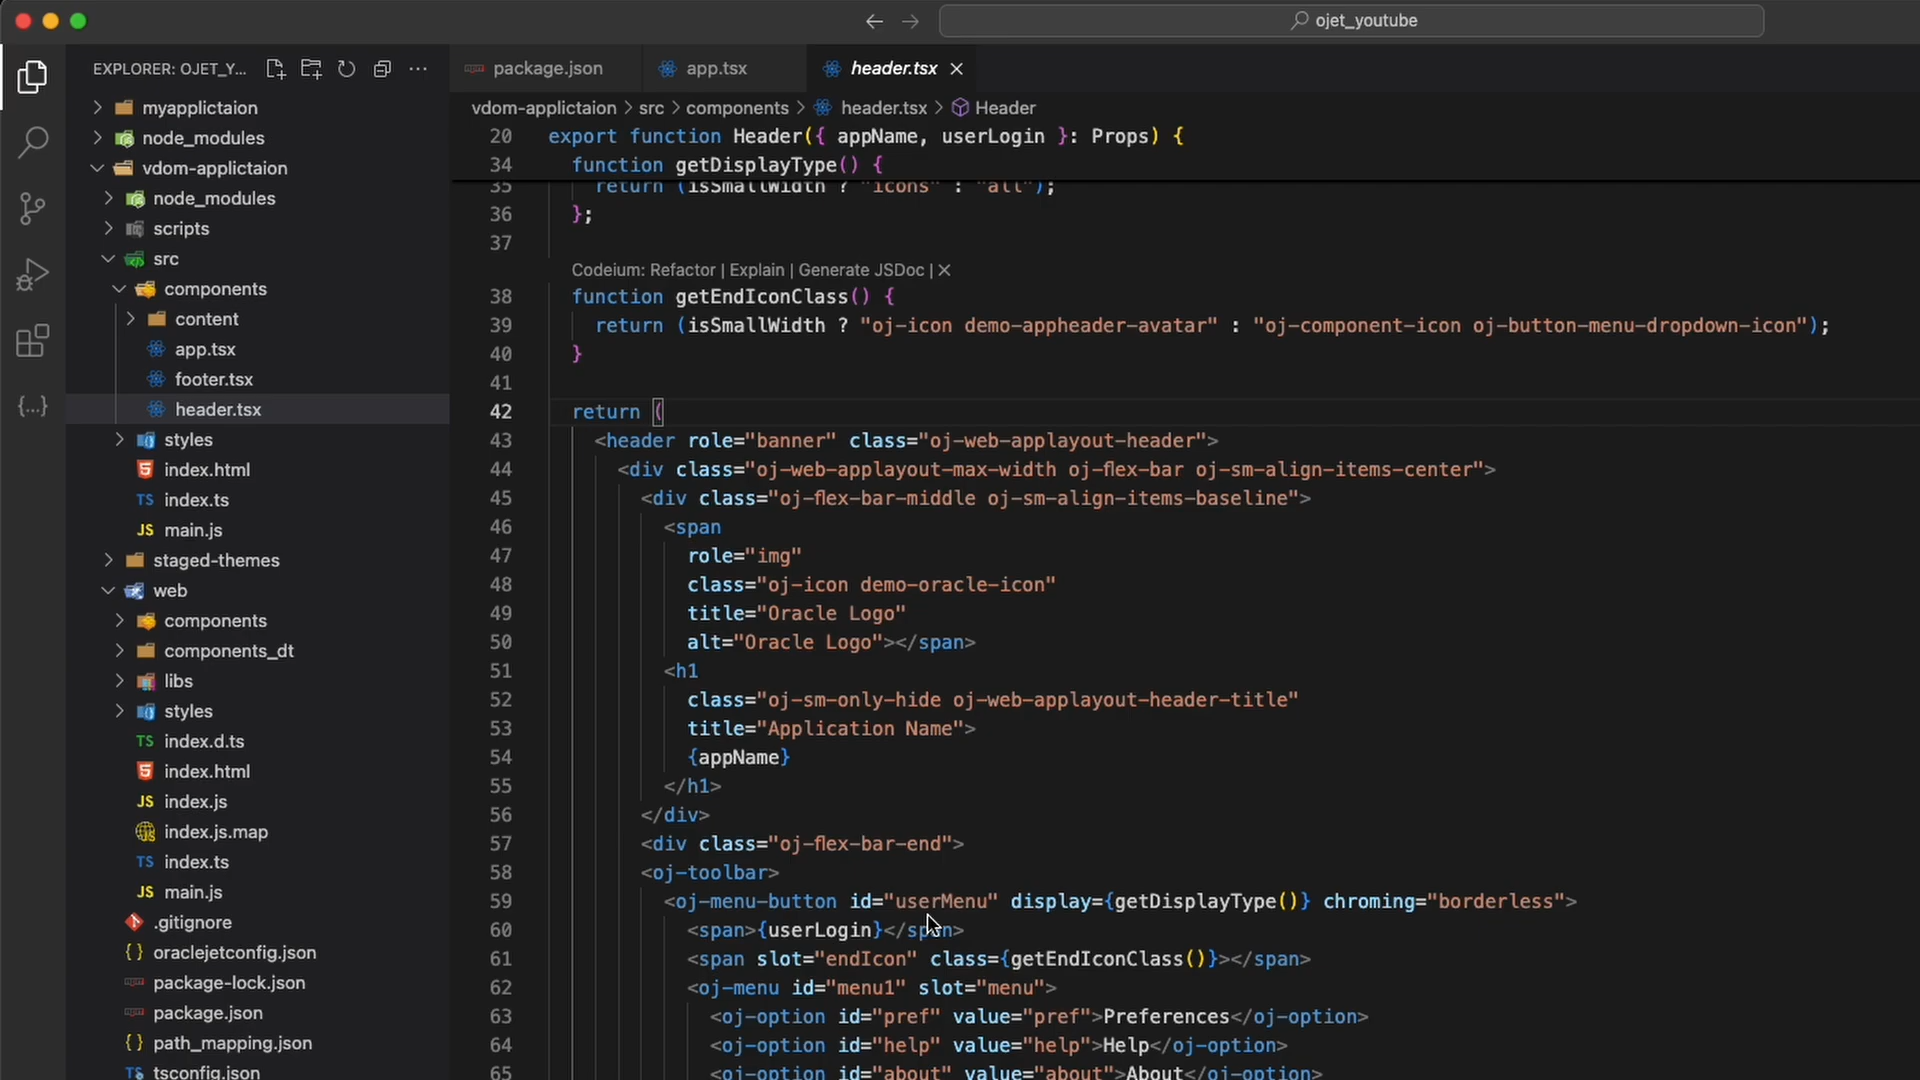 ojet_youtube
EXPLORER: OJET_Y...
package.json
app.tsx
header.tsx
vdom-applictaion > src > components > header.tsx > Header
myapplictaion
node_modules
vdom-applictaion
node_modules
scripts
src
components
content
app.tsx
footer.tsx
header.tsx
styles
index.html
TS index.ts
JS main.js
staged-themes
web
components
components_dt
libs
styles
TS index.d.ts
index.html
JS index.js
index.js.map
TS index.ts
JS main.js
.gitignore
{} oraclejetconfig.json
package-lock.json
package.json
{} path_mapping.json
TS tsconfig.json
20 export function Header({ appName, userLogin }: Props) {
34 function getDisplayType() {
35 return (isSmallWidth ? "icons" : "all");
36 };
37
Codeium: Refactor | Explain | Generate JSDoc | ×
38 function getEndIconClass() {
39 return (isSmallWidth ? "oj-icon demo-appheader-avatar" : "oj-component-icon oj-button-menu-dropdown-icon");
40 }
41
42 return (
43 <header role="banner" class="oj-web-applayout-header">
44 <div class="oj-web-applayout-max-width oj-flex-bar oj-sm-align-items-center">
45 <div class="oj-flex-bar-middle oj-sm-align-items-baseline">
46 <span
47 role="img"
48 class="oj-icon demo-oracle-icon"
49 title="Oracle Logo"
50 alt="Oracle Logo"></span>
51 <h1
52 class="oj-sm-only-hide oj-web-applayout-header-title"
53 title="Application Name">
54 {appName}
55 </h1>
56 </div>
57 <div class="oj-flex-bar-end">
58 <oj-toolbar>
59 <oj-menu-button id="userMenu" display={getDisplayType()} chroming="borderless">
60 <span>{userLogin}</span>
61 <span slot="endIcon" class={getEndIconClass()}></span>
62 <oj-menu id="menu1" slot="menu">
63 <oj-option id="pref" value="pref">Preferences</oj-option>
64 <oj-option id="help" value="help">Help</oj-option>
65 <oj-option id="about" value="about">About</oj-option>